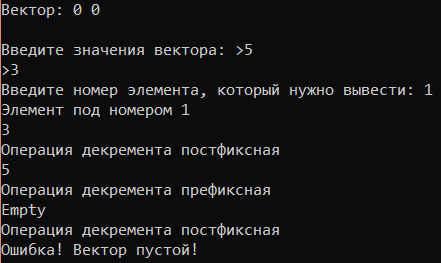 Вектор: 0 0
Введите значения вектора: >5
>3
Введите номер элемента, который нужно вывести: 1
Элемент под номером 1
3
Операция декремента постфиксная
5
Операция декремента префиксная
Empty
Операция декремента постфиксная
Ошибка! Вектор пустой!